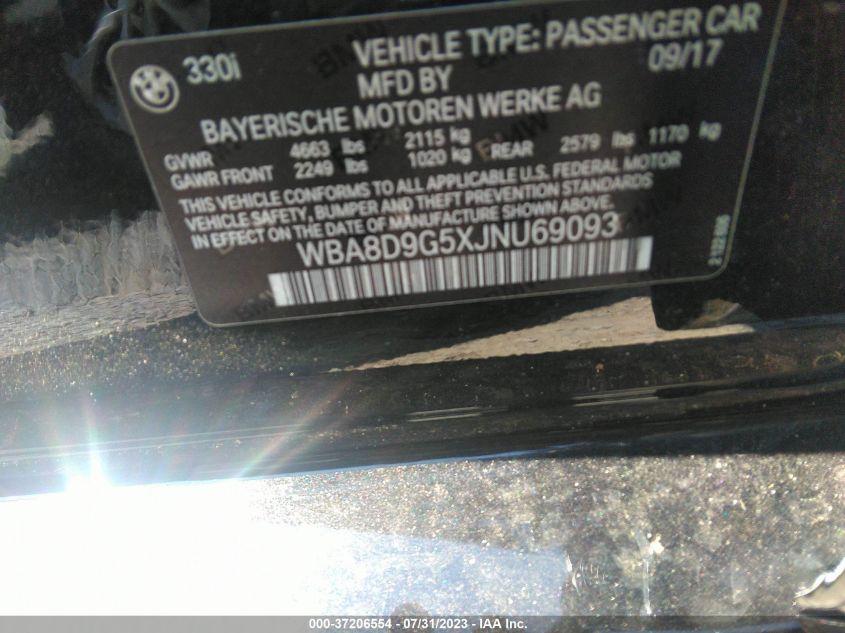 330i
VEHICLE TYPE: PASSENGER CAR
MFD BY 09/17
BAYERISCHE MOTOREN WERKE AG
GVWR 4663 lbs 2115 kg
GAWR FRONT 2249 lbs 1020 kg REAR 2579 lbs 1170 kg
THIS VEHICLE CONFORMS TO ALL APPLICABLE U.S. FEDERAL MOTOR
VEHICLE SAFETY, BUMPER AND THEFT PREVENTION STANDARDS
IN EFFECT ON THE DATE OF MANUFACTURE SHOWN ABOVE.
WBA8D9G5XJNU69093
000-37206554 - 07/31/2023 - IAA Inc.